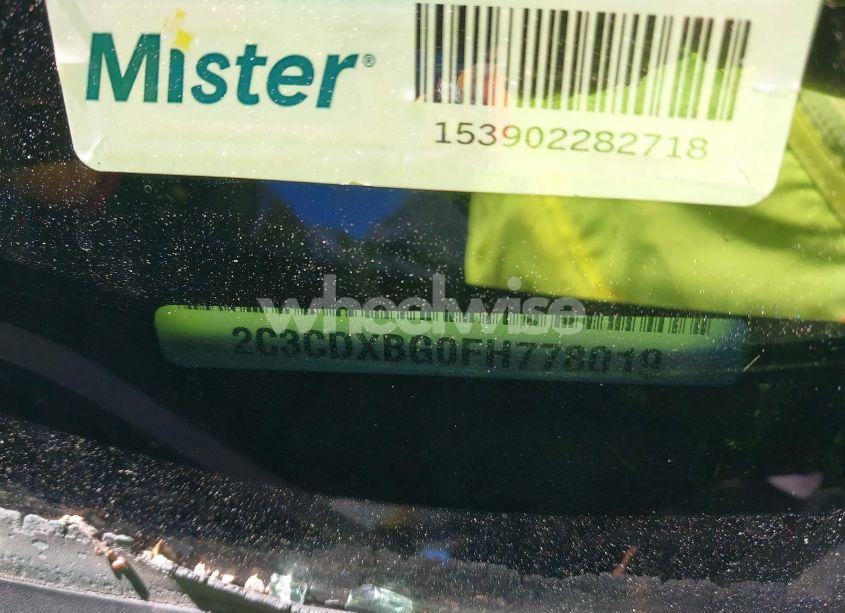 Mister®
153902282718
wheelwise
2C3CDXBG0FH778019